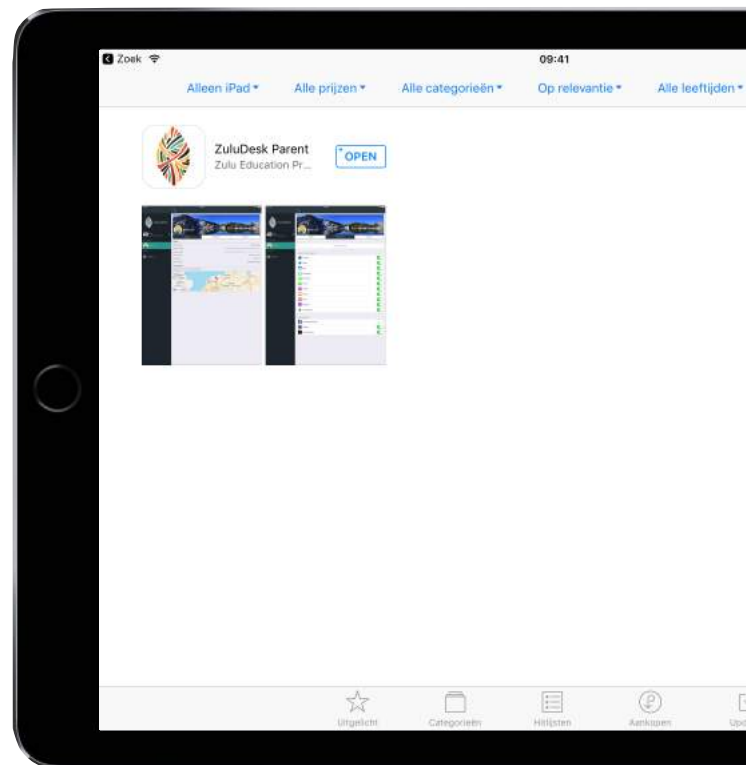 Zoek
09:41
Alleen iPad
Alle prijzen
Alle categorieën
Op relevantie
Alle leeftijden
ZuluDesk Parent
Zulu Education Pr...
OPEN
Uitgelicht
Categorieën
Hitlijsten
Aankopen